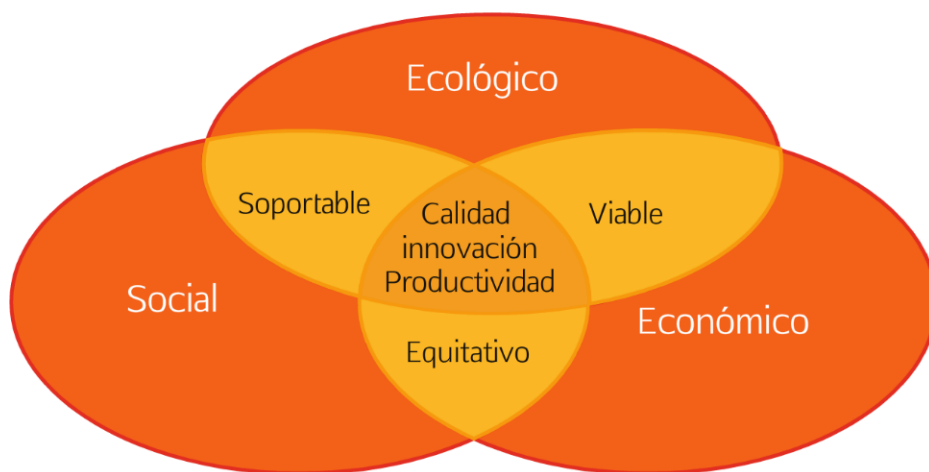 Ecológico
Soportable
Calidad
innovación
Productividad
Viable
Social
Económico
Equitativo